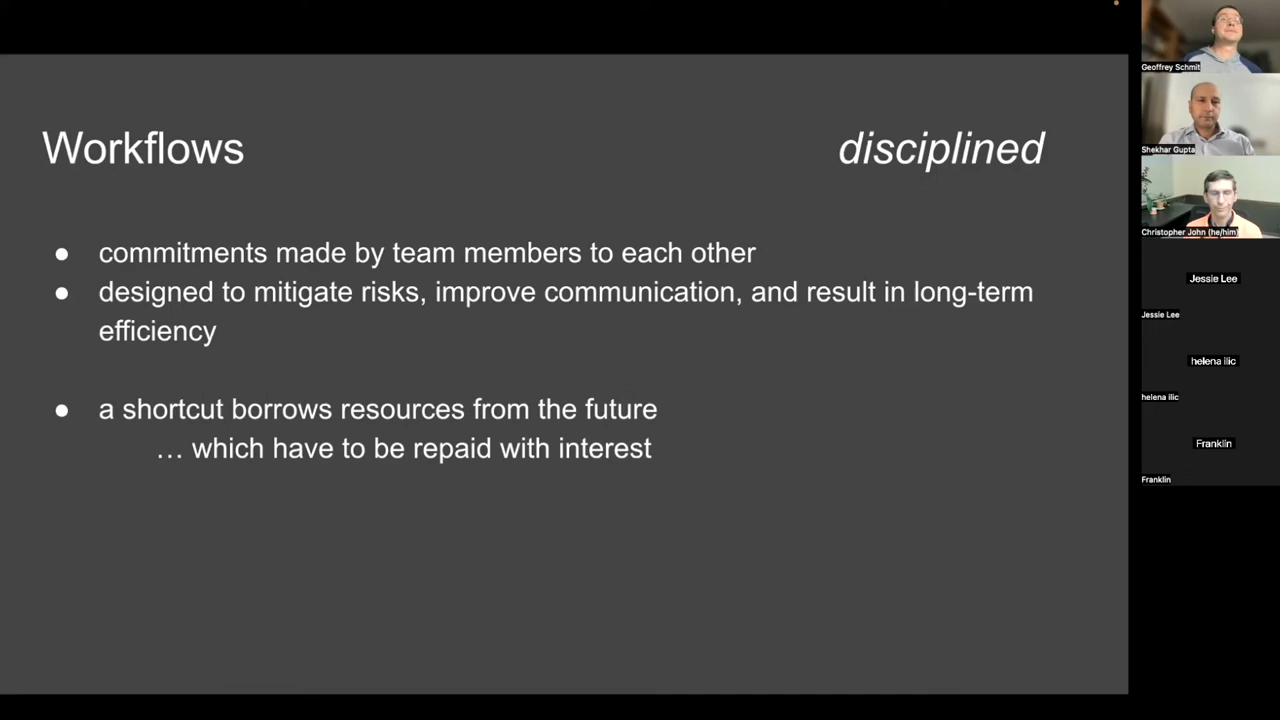 Workflows
disciplined
● commitments made by team members to each other
● designed to mitigate risks, improve communication, and result in long-term
efficiency
● a shortcut borrows resources from the future
… which have to be repaid with interest
Geoffrey Schmit
Shekhar Gupta
Christopher John (he/him)
Jessie Lee
Jessie Lee
helena ilic
helena ilic
Franklin
Franklin